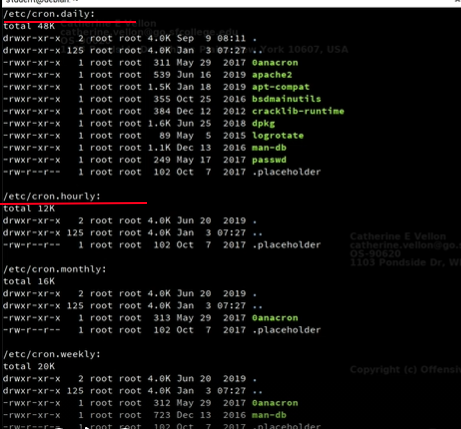 /etc/cron.daily:
total 48K
drwxr-xr-x 2 root root 4.0K Sep 9 08:11 .
drwxr-xr-x 125 root root 4.0K Jan 3 07:27 ..
-rwxr-xr-x 1 root root 311 May 29 2017 0anacron
-rwxr-xr-x 1 root root 539 Jun 16 2019 apache2
-rwxr-xr-x 1 root root 1.5K Jan 18 2019 apt-compat
-rwxr-xr-x 1 root root 355 Oct 25 2016 bsdmainutils
-rwxr-xr-x 1 root root 384 Dec 12 2012 cracklib-runtime
-rwxr-xr-x 1 root root 1.6K Jun 25 2018 dpkg
-rwxr-xr-x 1 root root 89 May 5 2015 logrotate
-rwxr-xr-x 1 root root 1.1K Dec 13 2016 man-db
-rwxr-xr-x 1 root root 249 May 17 2017 passwd
-rw-r--r-- 1 root root 102 Oct 7 2017 .placeholder
/etc/cron.hourly:
total 12K
drwxr-xr-x 2 root root 4.0K Jun 20 2019 .
drwxr-xr-x 125 root root 4.0K Jan 3 07:27 ..
-rw-r--r-- 1 root root 102 Oct 7 2017 .placeholder
Catherine E Vellon
catherine.vellon@go.
OS-90620
1103 Pondside Dr, W
/etc/cron.monthly:
total 16K
drwxr-xr-x 2 root root 4.0K Jun 20 2019 .
drwxr-xr-x 125 root root 4.0K Jan 3 07:27 ..
-rwxr-xr-x 1 root root 313 May 29 2017 0anacron
-rw-r--r-- 1 root root 102 Oct 7 2017 .placeholder
/etc/cron.weekly:
total 20K
Copyright (c) Offensi
drwxr-xr-x 2 root root 4.0K Jun 20 2019 .
drwxr-xr-x 125 root root 4.0K Jan 3 07:27 ..
-rwxr-xr-x 1 root root 312 May 29 2017 0anacron
-rwxr-xr-x 1 root root 723 Dec 13 2016 man-db
-rw-r--r-- 1 root root 102 Oct 7 2017 .placeholder